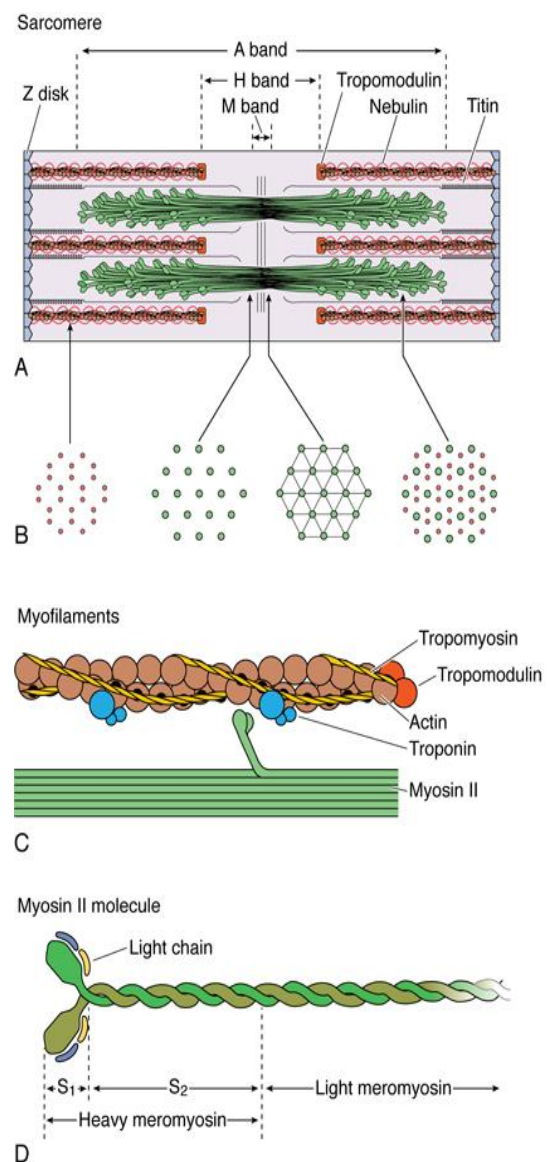 Sarcomere
A band
H band
Tropomodulin
Z disk
M band
Nebulin
Titin
A
B
Myofilaments
Tropomyosin
Tropomodulin
Actin
Troponin
Myosin II
C
Myosin II molecule
Light chain
S₁
S₂
Light meromyosin
Heavy meromyosin
D